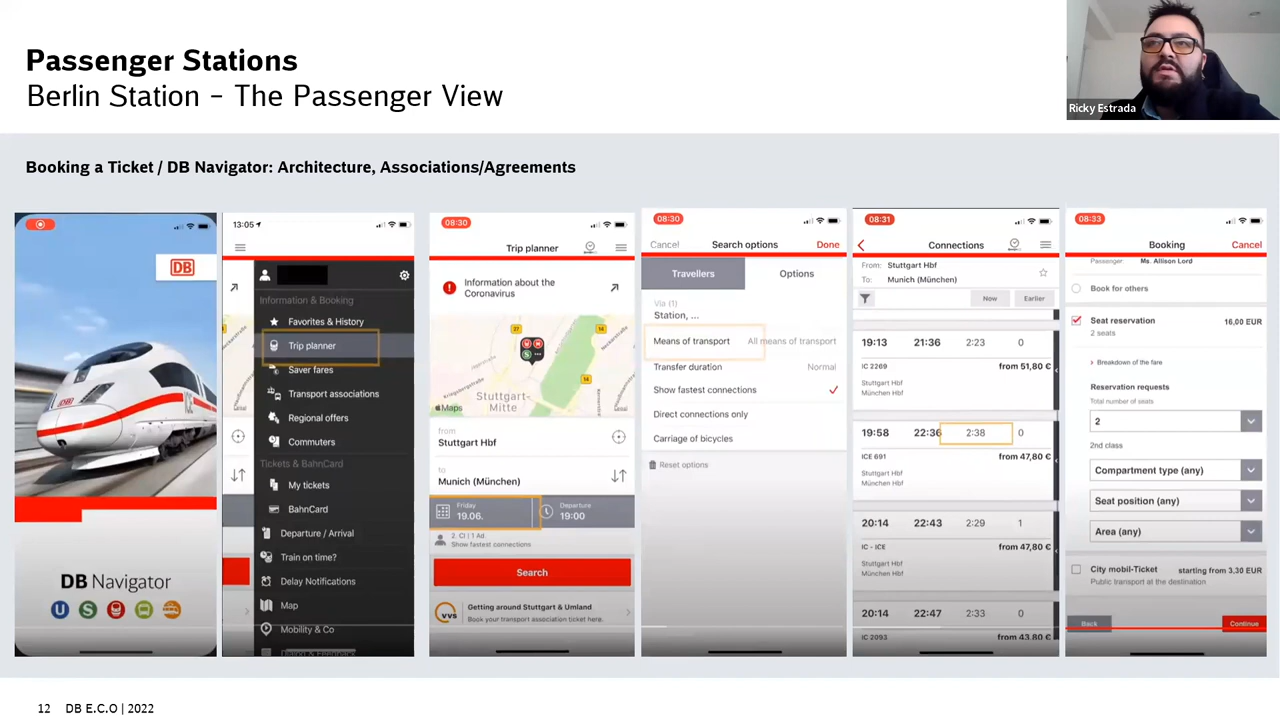 Passenger Stations
Berlin Station – The Passenger View
Ricky Estrada
Booking a Ticket / DB Navigator: Architecture, Associations/Agreements
DB
ICE
DB Navigator
U S
13:05
Information & Booking
Favorites & History
Trip planner
Saver fares
Transport associations
Regional offers
Commuters
Tickets & BahnCard
My tickets
BahnCard
Departure / Arrival
Train on time?
Delay Notifications
Map
Mobility & Co
08:30
Trip planner
Information about the
Coronavirus
27
14
14
Stuttgart-
Mitte
Maps
from
Stuttgart Hbf
to
Munich (München)
Friday
19.06.
Departure
19:00
2. Cl | 1 Ad.
Show fastest connections
Search
vvs
Getting around Stuttgart & Umland
Book your transport association ticket here.
08:30
Cancel
Search options
Done
Travellers
Options
Via (1)
Station, ...
Means of transport
All means of transport
Transfer duration
Normal
Show fastest connections
Direct connections only
Carriage of bicycles
Reset options
08:31
Connections
From: Stuttgart Hbf
To: Munich (München)
Now
Earlier
19:13 21:36 2:23 0
IC 2269 from 51,80 €
Stuttgart Hbf
München Hbf
19:58 22:36 2:38 0
ICE 691 from 47,80 €
Stuttgart Hbf
München Hbf
20:14 22:43 2:29 1
IC - ICE from 47,80 €
Stuttgart Hbf
München Hbf
20:14 22:47 2:33 0
IC 2093 from 43,80 €
08:33
Booking
Cancel
Passenger: Ms. Allison Lord
Book for others
Seat reservation 16,00 EUR
2 seats
Breakdown of the fare
Reservation requests
Total number of seats
2
2nd class
Compartment type (any)
Seat position (any)
Area (any)
City mobil-Ticket starting from 3,30 EUR
Public transport at the destination
Back
Continue
12 DB E.C.O | 2022